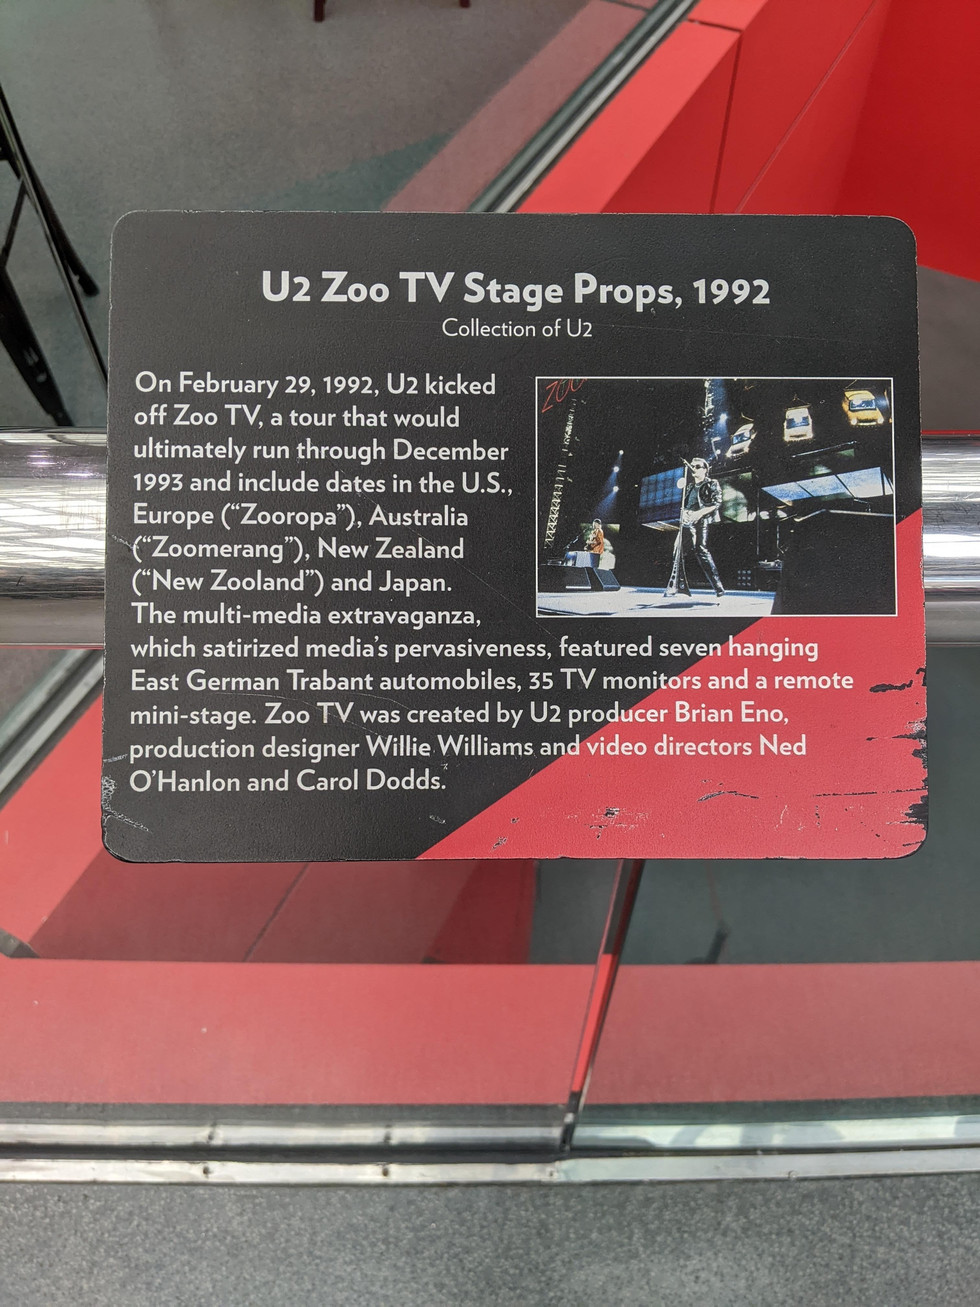 U2 Zoo TV Stage Props, 1992
Collection of U2
On February 29, 1992, U2 kicked
off Zoo TV, a tour that would
ultimately run through December
1993 and include dates in the U.S.,
Europe (“Zooropa”), Australia
(“Zoomerang”), New Zealand
(“New Zooland”) and Japan.
The multi-media extravaganza,
which satirized media’s pervasiveness, featured seven hanging
East German Trabant automobiles, 35 TV monitors and a remote
mini-stage. Zoo TV was created by U2 producer Brian Eno,
production designer Willie Williams and video directors Ned
O’Hanlon and Carol Dodds.
ZOO